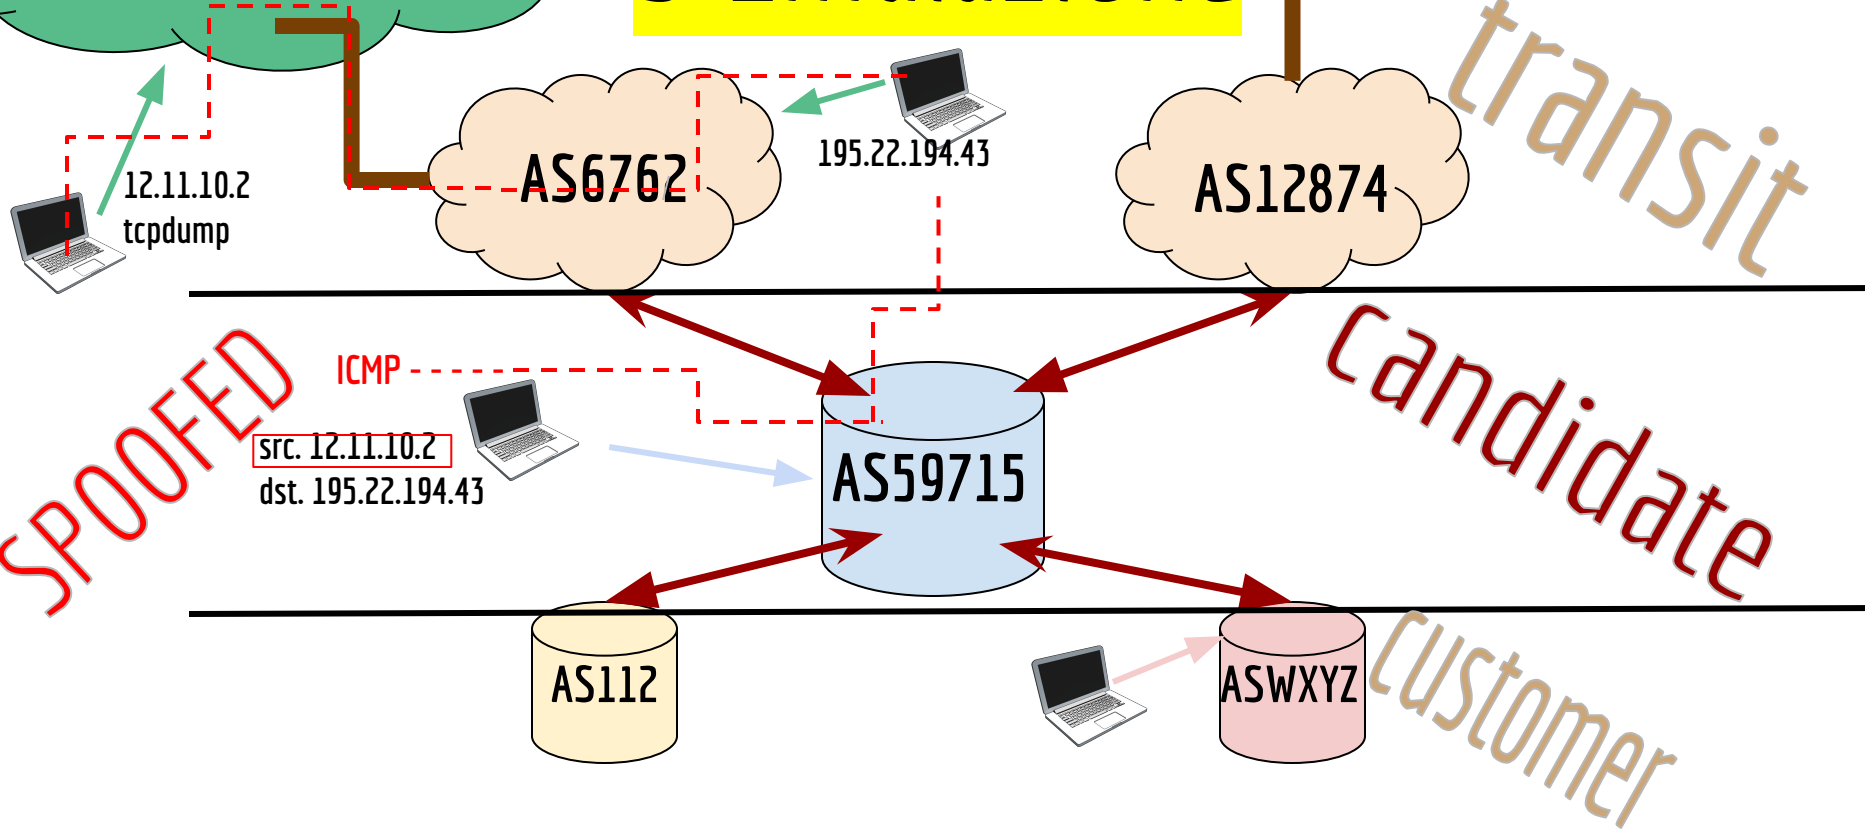 transit
195.22.194.43
AS6762
AS12874
12.11.10.2
tcpdump
candidate
SPOOFED
ICMP
src. 12.11.10.2
dst. 195.22.194.43
AS59715
customer
AS112
ASWXYZ